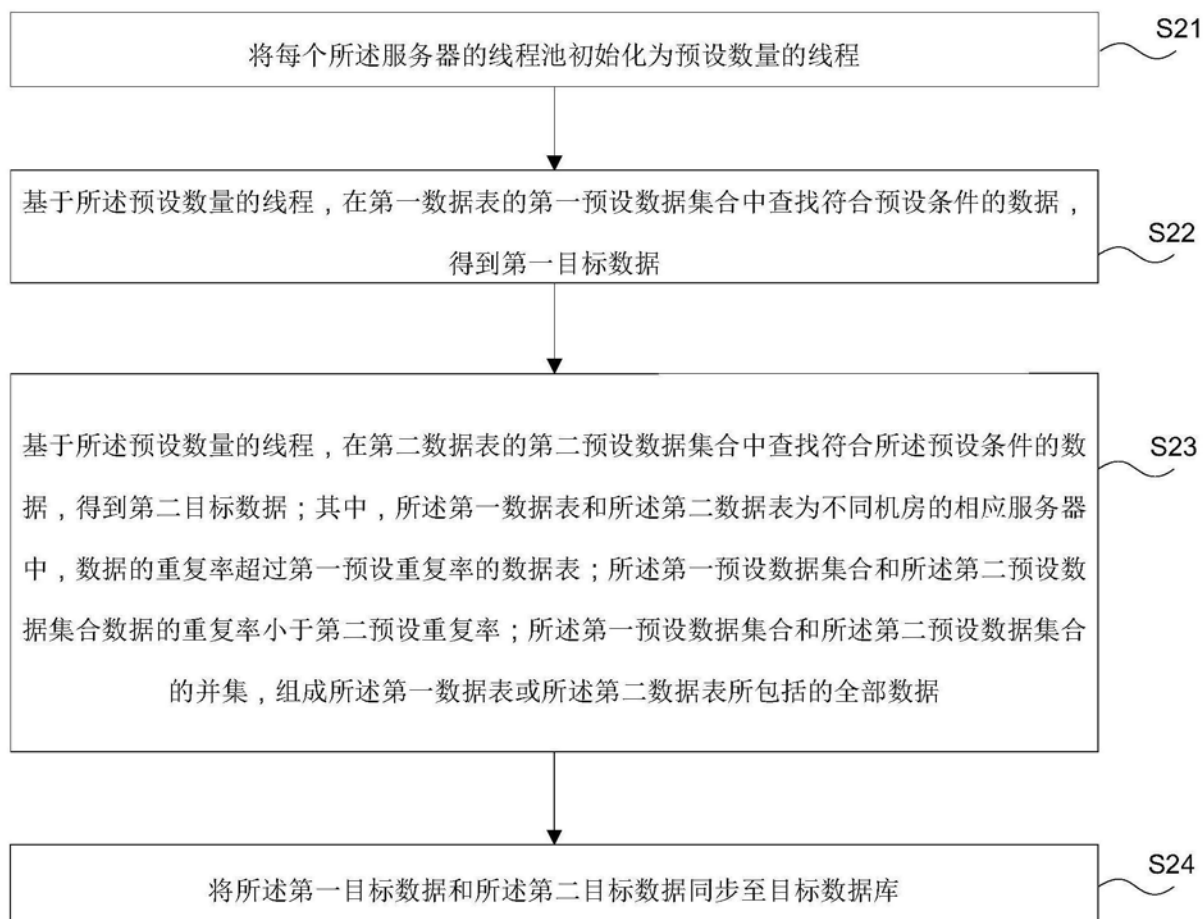 将每个所述服务器的线程池初始化为预设数量的线程
S21
基于所述预设数量的线程，在第一数据表的第一预设数据集合中查找符合预设条件的数据，
得到第一目标数据
S22
基于所述预设数量的线程，在第二数据表的第二预设数据集合中查找符合所述预设条件的数
据，得到第二目标数据；其中，所述第一数据表和所述第二数据表为不同机房的相应服务器
中，数据的重复率超过第一预设重复率的数据表；所述第一预设数据集合和所述第二预设数
据集合数据的重复率小于第二预设重复率；所述第一预设数据集合和所述第二预设数据集合
的并集，组成所述第一数据表或所述第二数据表所包括的全部数据
S23
将所述第一目标数据和所述第二目标数据同步至目标数据库
S24